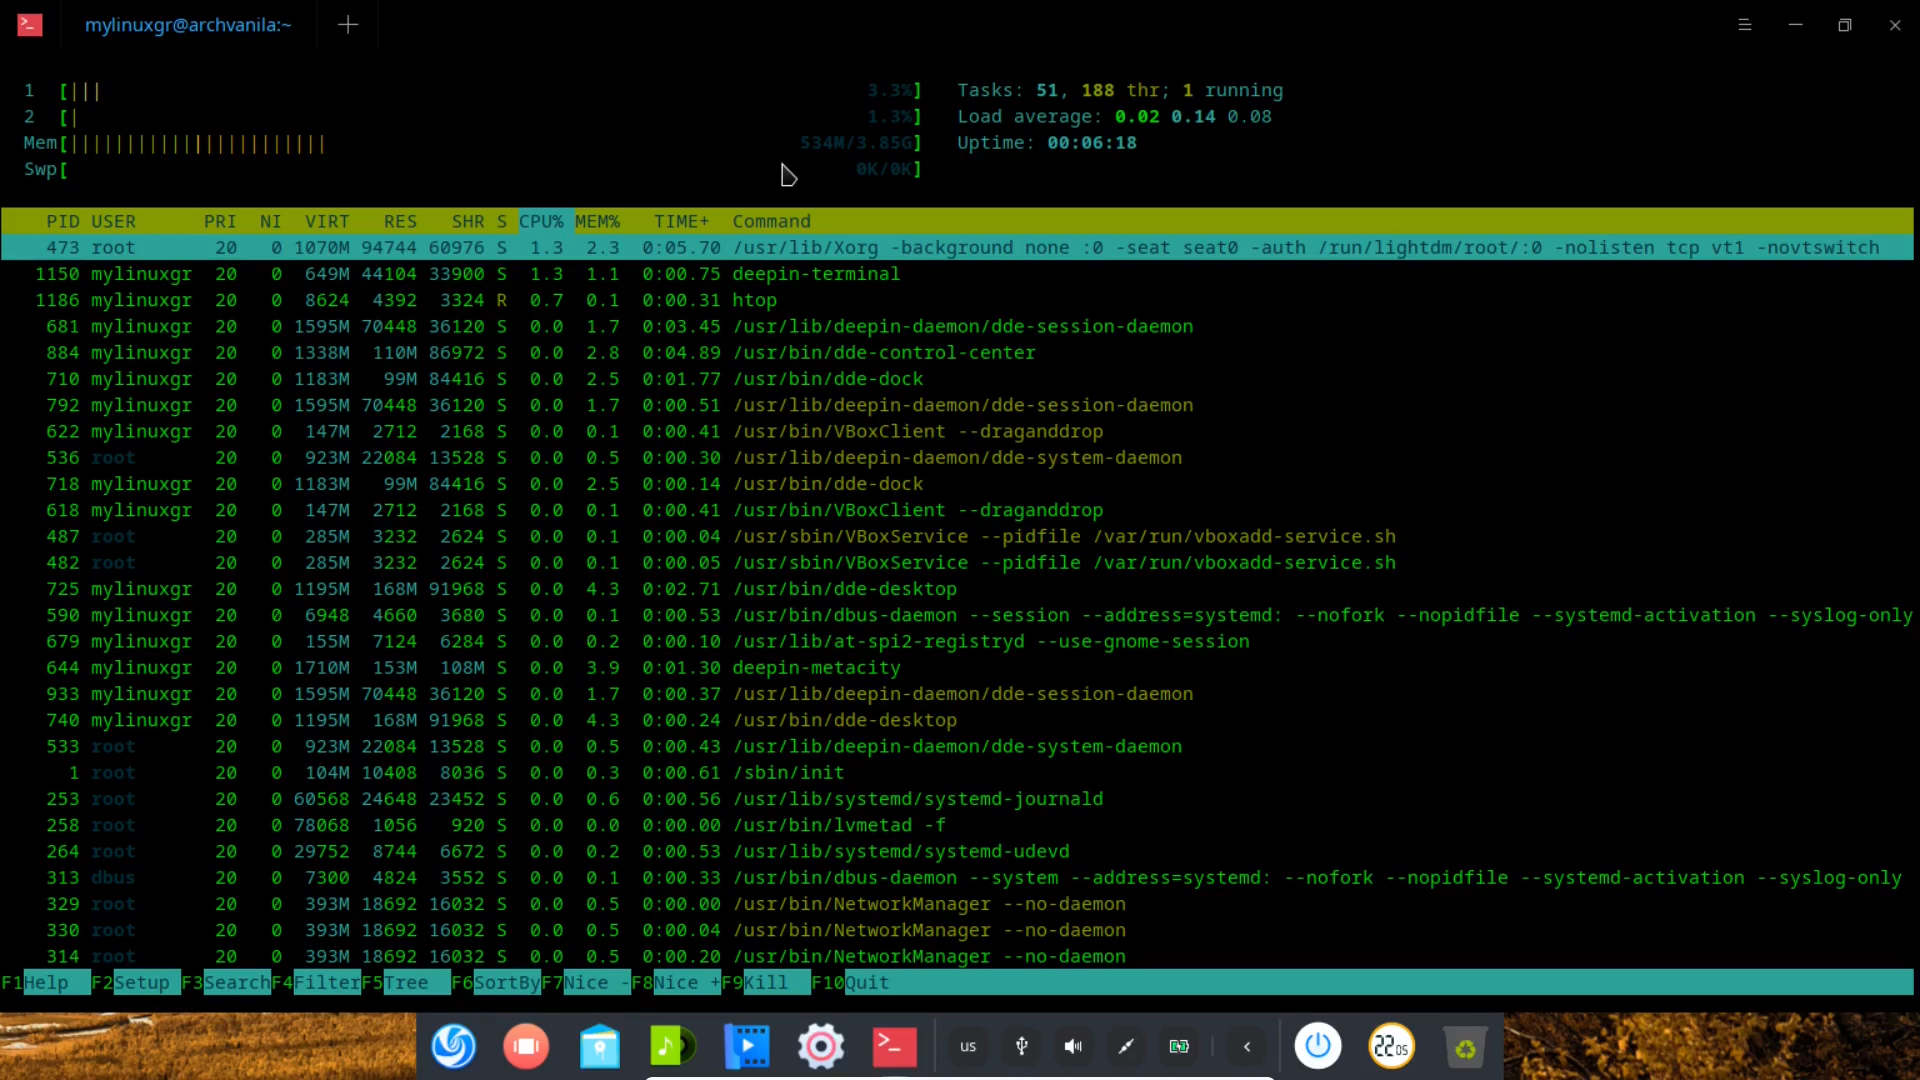 mylinuxgr@archvanila:~
1 [||| 3.3%] Tasks: 51, 188 thr; 1 running
2 [| 1.3%] Load average: 0.02 0.14 0.08
Mem[||||||||||||||||||||||| 534M/3.85G] Uptime: 00:06:18
Swp[ 0K/0K]
PID USER PRI NI VIRT RES SHR S CPU% MEM% TIME+ Command
473 root 20 0 1070M 94744 60976 S 1.3 2.3 0:05.70 /usr/lib/Xorg -background none :0 -seat seat0 -auth /run/lightdm/root/:0 -nolisten tcp vt1 -novtswitch
1150 mylinuxgr 20 0 649M 44104 33900 S 1.3 1.1 0:00.75 deepin-terminal
1186 mylinuxgr 20 0 8624 4392 3324 R 0.7 0.1 0:00.31 htop
681 mylinuxgr 20 0 1595M 70448 36120 S 0.0 1.7 0:03.45 /usr/lib/deepin-daemon/dde-session-daemon
884 mylinuxgr 20 0 1338M 110M 86972 S 0.0 2.8 0:04.89 /usr/bin/dde-control-center
710 mylinuxgr 20 0 1183M 99M 84416 S 0.0 2.5 0:01.77 /usr/bin/dde-dock
792 mylinuxgr 20 0 1595M 70448 36120 S 0.0 1.7 0:00.51 /usr/lib/deepin-daemon/dde-session-daemon
622 mylinuxgr 20 0 147M 2712 2168 S 0.0 0.1 0:00.41 /usr/bin/VBoxClient --draganddrop
536 root 20 0 923M 22084 13528 S 0.0 0.5 0:00.30 /usr/lib/deepin-daemon/dde-system-daemon
718 mylinuxgr 20 0 1183M 99M 84416 S 0.0 2.5 0:00.14 /usr/bin/dde-dock
618 mylinuxgr 20 0 147M 2712 2168 S 0.0 0.1 0:00.41 /usr/bin/VBoxClient --draganddrop
487 root 20 0 285M 3232 2624 S 0.0 0.1 0:00.04 /usr/sbin/VBoxService --pidfile /var/run/vboxadd-service.sh
482 root 20 0 285M 3232 2624 S 0.0 0.1 0:00.05 /usr/sbin/VBoxService --pidfile /var/run/vboxadd-service.sh
725 mylinuxgr 20 0 1195M 168M 91968 S 0.0 4.3 0:02.71 /usr/bin/dde-desktop
590 mylinuxgr 20 0 6948 4660 3680 S 0.0 0.1 0:00.53 /usr/bin/dbus-daemon --session --address=systemd: --nofork --nopidfile --systemd-activation --syslog-only
679 mylinuxgr 20 0 155M 7124 6284 S 0.0 0.2 0:00.10 /usr/lib/at-spi2-registryd --use-gnome-session
644 mylinuxgr 20 0 1710M 153M 108M S 0.0 3.9 0:01.30 deepin-metacity
933 mylinuxgr 20 0 1595M 70448 36120 S 0.0 1.7 0:00.37 /usr/lib/deepin-daemon/dde-session-daemon
740 mylinuxgr 20 0 1195M 168M 91968 S 0.0 4.3 0:00.24 /usr/bin/dde-desktop
533 root 20 0 923M 22084 13528 S 0.0 0.5 0:00.43 /usr/lib/deepin-daemon/dde-system-daemon
1 root 20 0 104M 10408 8036 S 0.0 0.3 0:00.61 /sbin/init
253 root 20 0 60568 24648 23452 S 0.0 0.6 0:00.56 /usr/lib/systemd/systemd-journald
258 root 20 0 78068 1056 920 S 0.0 0.0 0:00.00 /usr/bin/lvmetad -f
264 root 20 0 29752 8744 6672 S 0.0 0.2 0:00.53 /usr/lib/systemd/systemd-udevd
313 dbus 20 0 7300 4824 3552 S 0.0 0.1 0:00.33 /usr/bin/dbus-daemon --system --address=systemd: --nofork --nopidfile --systemd-activation --syslog-only
329 root 20 0 393M 18692 16032 S 0.0 0.5 0:00.00 /usr/bin/NetworkManager --no-daemon
330 root 20 0 393M 18692 16032 S 0.0 0.5 0:00.04 /usr/bin/NetworkManager --no-daemon
314 root 20 0 393M 18692 16032 S 0.0 0.5 0:00.20 /usr/bin/NetworkManager --no-daemon
F1Help F2Setup F3SearchF4FilterF5Tree F6SortByF7Nice -F8Nice +F9Kill F10Quit
us
22 05